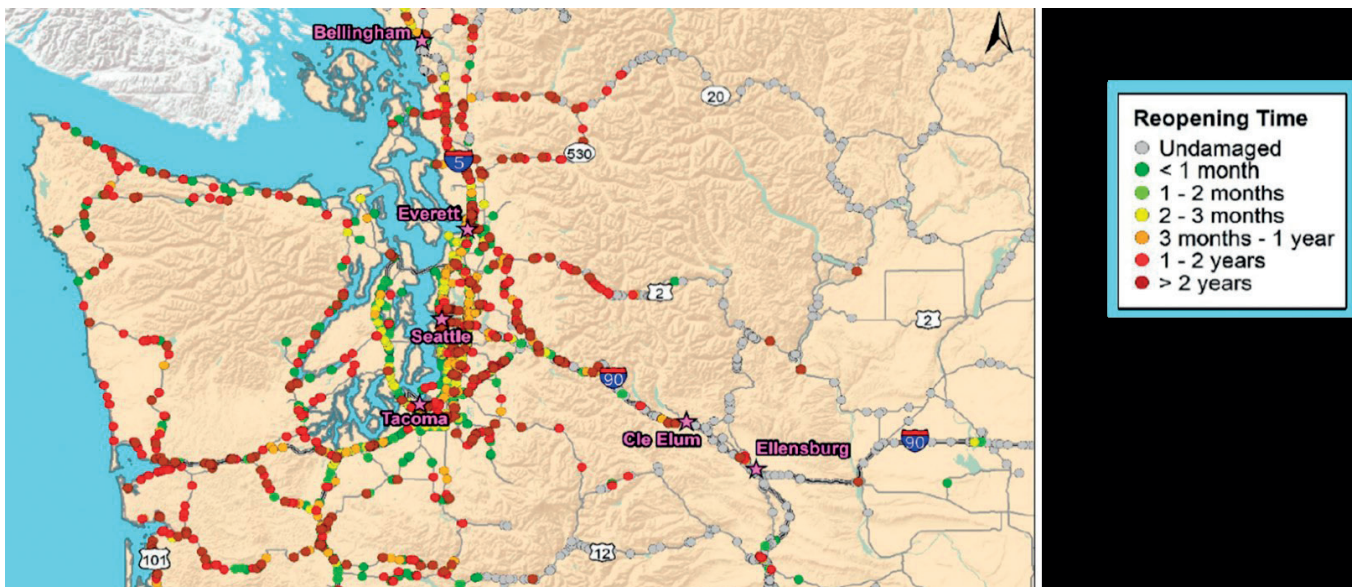 Bellingham
20
530
5
Everett
2
2
Seattle
90
Tacoma
Cle Elum
Ellensburg
90
12
101
Reopening Time
Undamaged
< 1 month
1 - 2 months
2 - 3 months
3 months - 1 year
1 - 2 years
> 2 years